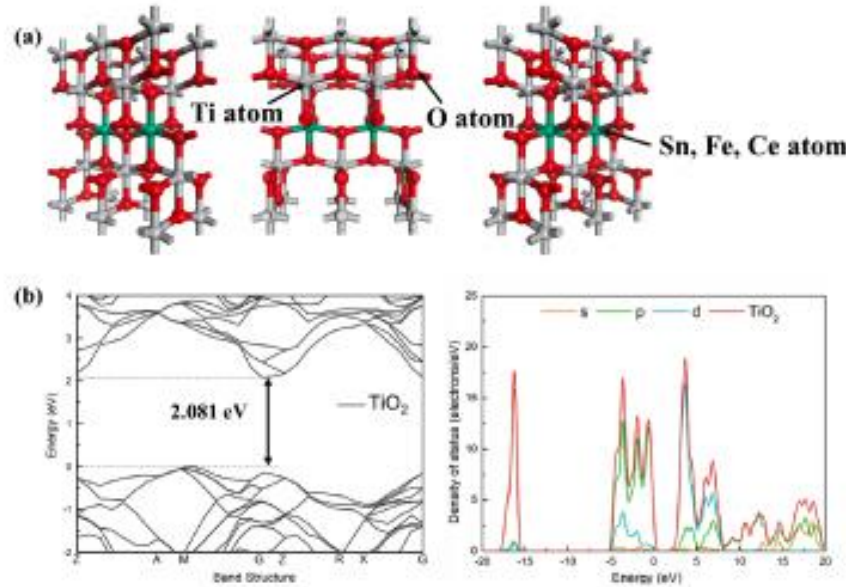 (a)
Ti atom
O atom
Sn, Fe, Ce atom
(b)
Energy (eV)
4
3
2
1
0
-1
-2
2.081 eV
TiO2
Z A M G Z R X G
Band Structure
Density of status (electrons/eV)
25
20
15
10
5
0
s p d TiO2
-20 -15 -10 -5 0 5 10 15 20
Energy (eV)